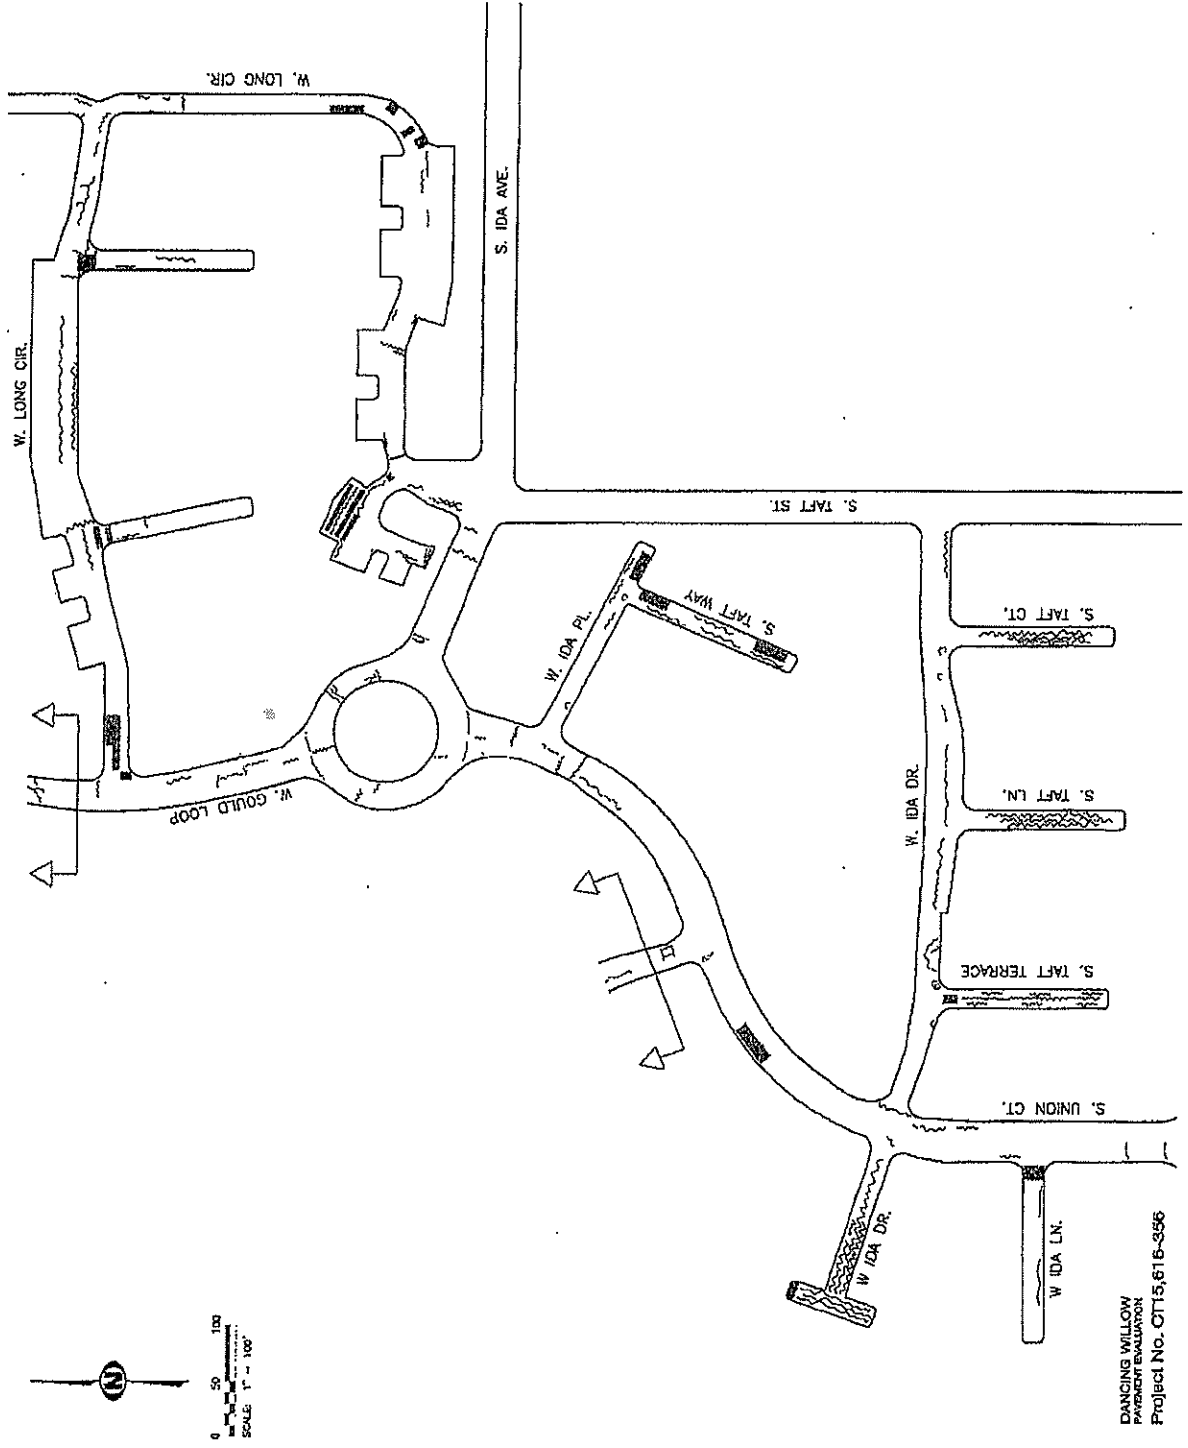 W. LONG CIR.
W. LONG CIR.
S. IDA AVE.
S. TAFT ST.
W. IDA PL.
S. TAFT WAY
S. TAFT CT.
W. GOULD LOOP
W. IDA DR.
S. TAFT LN.
S. TAFT TERRACE
S. UNION CT.
W IDA DR.
W IDA LN.
N
0 50 100
SCALE: 1" = 100'
DANCING WILLOW
PAVEMENT EVALUATION
Project No. CT15,616-356